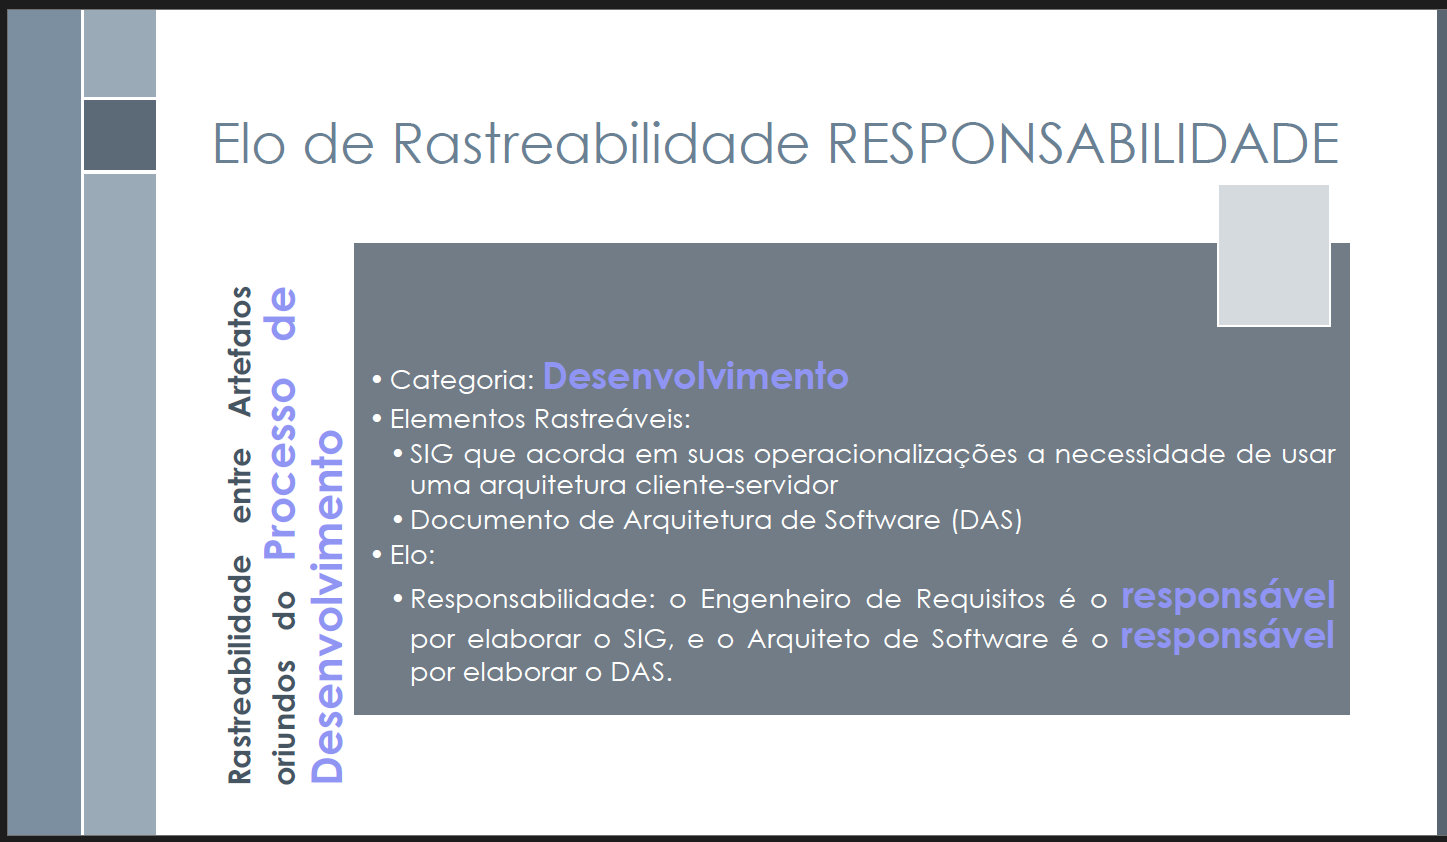 Elo de Rastreabilidade RESPONSABILIDADE
Rastreabilidade entre Artefatos
oriundos do Processo de
Desenvolvimento
• Categoria: Desenvolvimento
• Elementos Rastreáveis:
• SIG que acorda em suas operacionalizações a necessidade de usar
uma arquitetura cliente-servidor
• Documento de Arquitetura de Software (DAS)
• Elo:
• Responsabilidade: o Engenheiro de Requisitos é o responsável
por elaborar o SIG, e o Arquiteto de Software é o responsável
por elaborar o DAS.